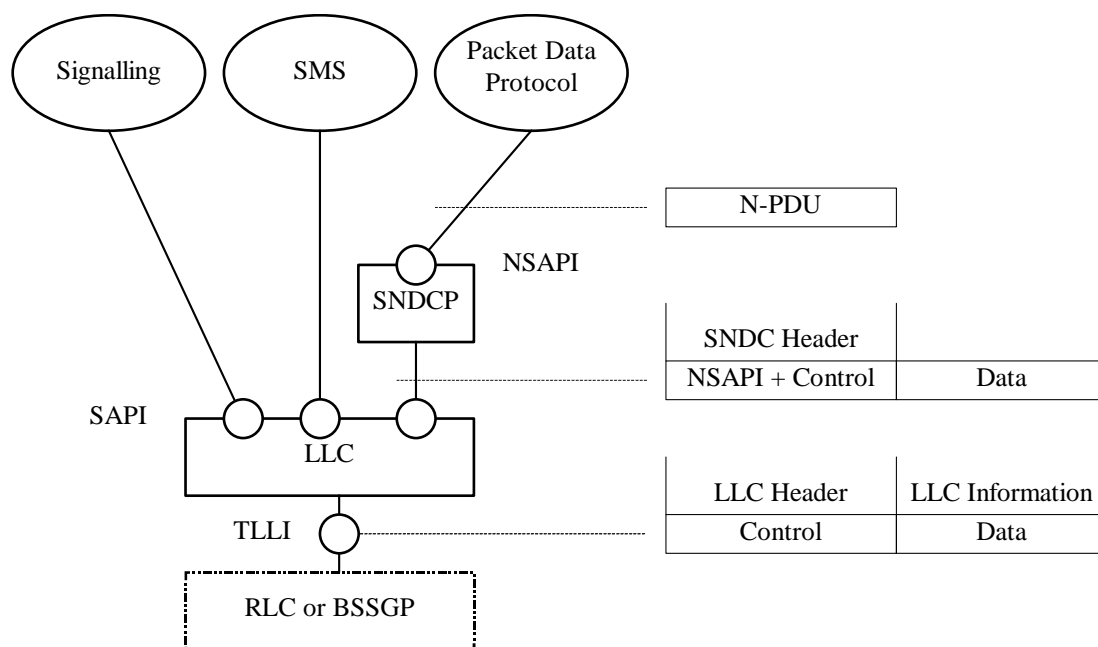 Signalling
SMS
Packet Data
Protocol
N-PDU
NSAPI
SNDCP
SNDC Header
NSAPI + Control
Data
SAPI
LLC
LLC Header
LLC Information
TLLI
Control
Data
RLC or BSSGP